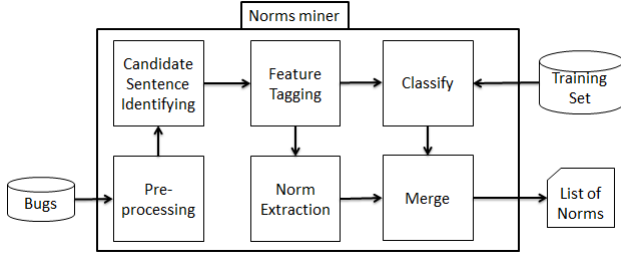 Norms miner
Candidate
Sentence
Identifying
Feature
Tagging
Classify
Training
Set
Bugs
Pre-
processing
Norm
Extraction
Merge
List of
Norms